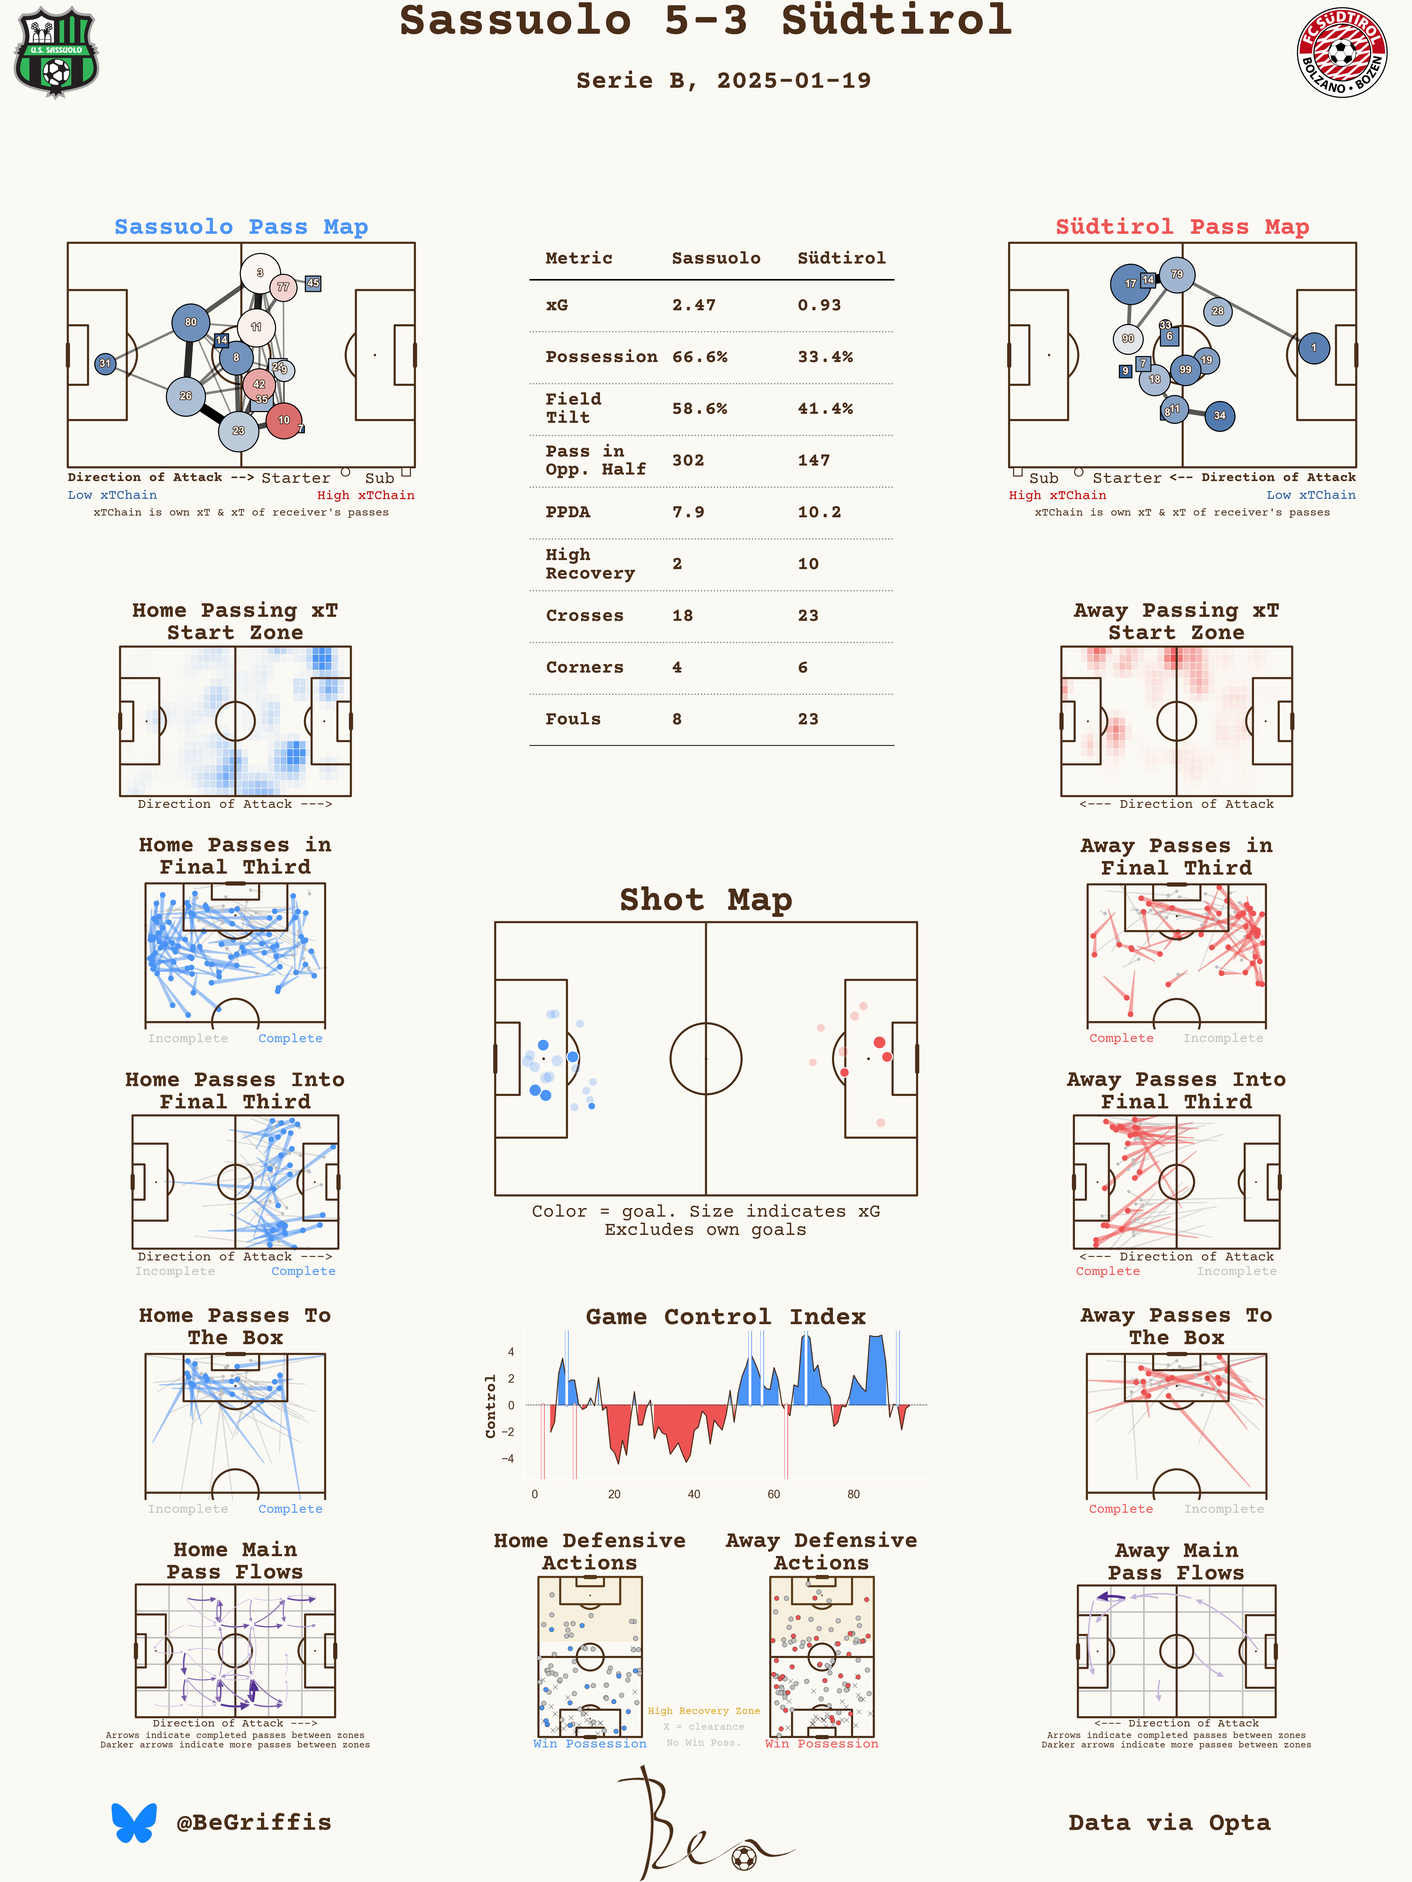 Sassuolo 5-3 Südtirol
Serie B, 2025-01-19
U.S. SASSUOLO
FC SÜDTIROL
BOLZANO • BOZEN
Sassuolo Pass Map
3
77
45
80
11
14
8
31
9
42
26
35
10
23
7
Direction of Attack --> Starter Sub
Low xTChain High xTChain
xTChain is own xT & xT of receiver's passes
Metric Sassuolo Südtirol
xG 2.47 0.93
Possession 66.6% 33.4%
Field
Tilt 58.6% 41.4%
Pass in
Opp. Half 302 147
PPDA 7.9 10.2
High
Recovery 2 10
Crosses 18 23
Corners 4 6
Fouls 8 23
Südtirol Pass Map
79
17
14
28
33
6
90
1
19
7
9
99
18
8
11
34
Sub Starter <-- Direction of Attack
High xTChain Low xTChain
xTChain is own xT & xT of receiver's passes
Home Passing xT
Start Zone
Direction of Attack --->
Away Passing xT
Start Zone
<--- Direction of Attack
Home Passes in
Final Third
Incomplete Complete
Away Passes in
Final Third
Complete Incomplete
Shot Map
Color = goal. Size indicates xG
Excludes own goals
Home Passes Into
Final Third
Direction of Attack --->
Incomplete Complete
Away Passes Into
Final Third
<--- Direction of Attack
Complete Incomplete
Home Passes To
The Box
Incomplete Complete
Game Control Index
Control
4
2
0
−2
−4
0 20 40 60 80
Away Passes To
The Box
Complete Incomplete
Home Main
Pass Flows
Direction of Attack --->
Arrows indicate completed passes between zones
Darker arrows indicate more passes between zones
Home Defensive
Actions
Win Possession
Away Defensive
Actions
Win Possession
High Recovery Zone
X = clearance
No Win Poss.
Away Main
Pass Flows
<--- Direction of Attack
Arrows indicate completed passes between zones
Darker arrows indicate more passes between zones
@BeGriffis
Ben
Data via Opta